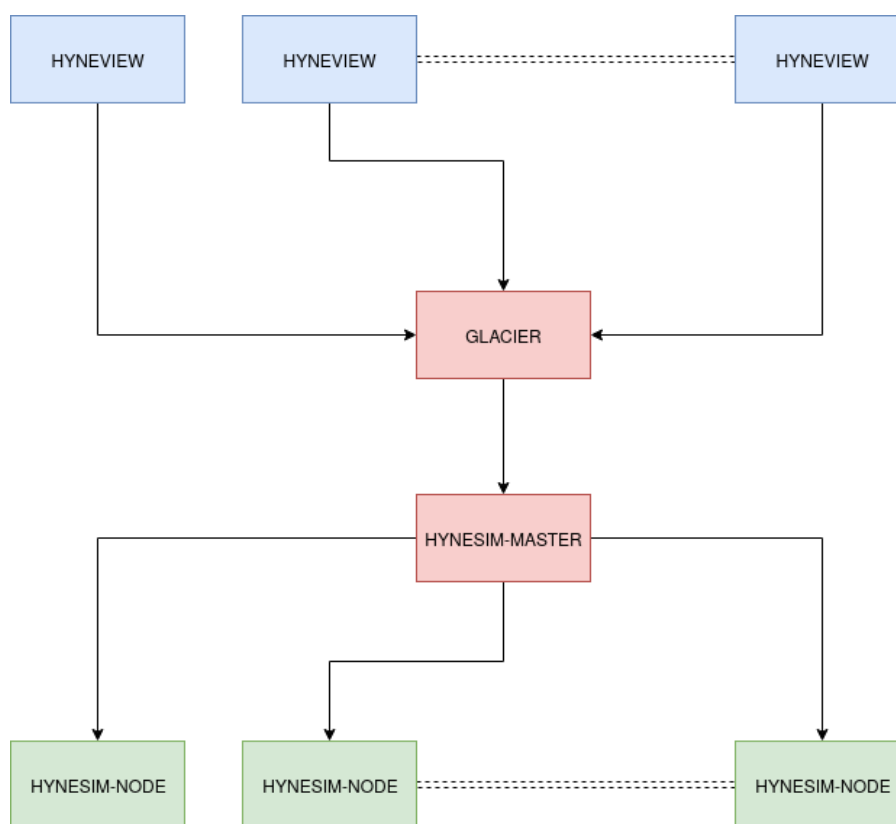 HYNEVIEW
HYNEVIEW
HYNEVIEW
GLACIER
HYNESIM-MASTER
HYNESIM-NODE
HYNESIM-NODE
HYNESIM-NODE